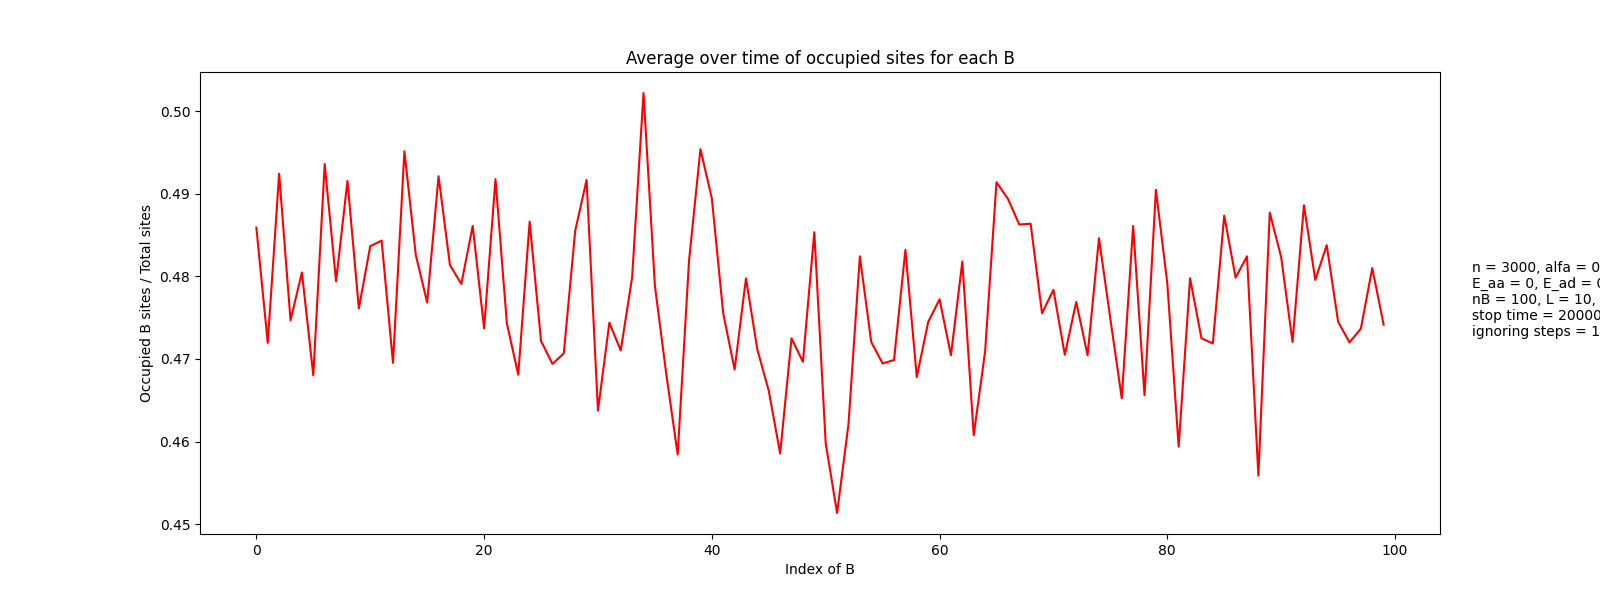 Average over time of occupied sites for each B
0.50
0.49
0.48
0.47
0.46
0.45
Occupied B sites / Total sites
0
20
40
60
80
100
Index of B
n = 3000, alfa = 0
E_aa = 0, E_ad = 0
nB = 100, L = 10,
stop time = 20000
ignoring steps = 1